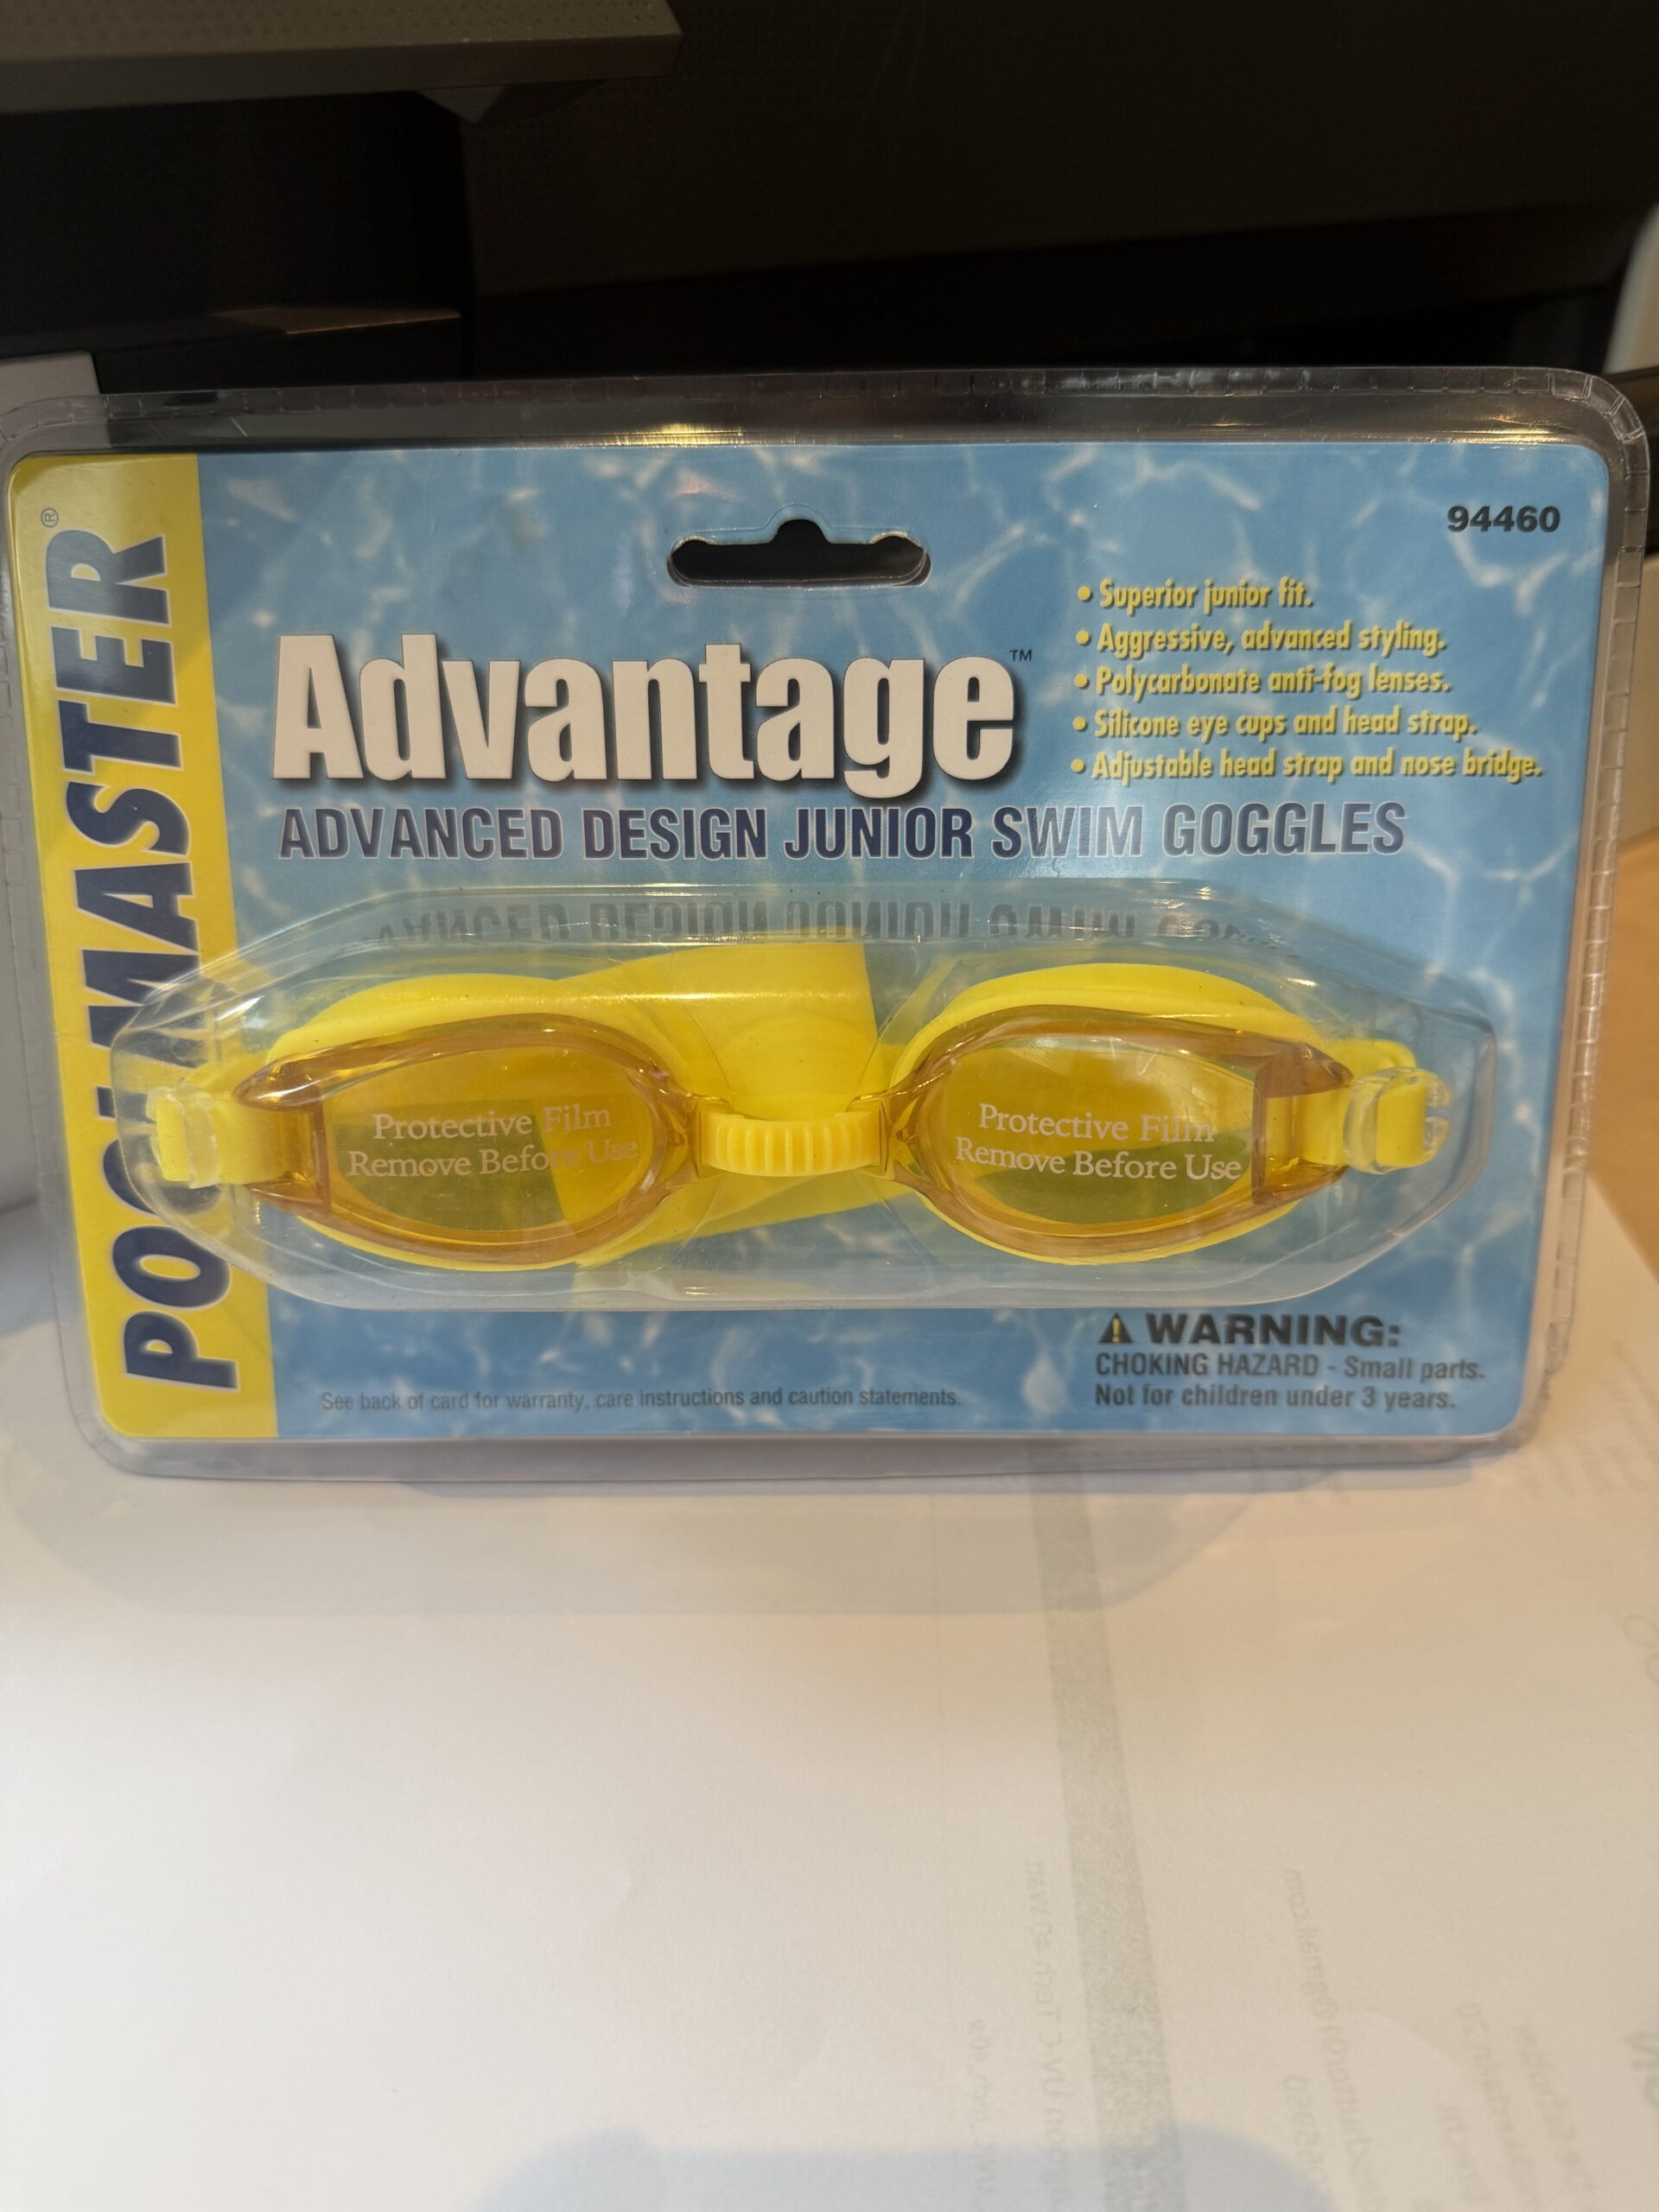 POOLMASTER®
94460
Advantage™
ADVANCED DESIGN JUNIOR SWIM GOGGLES
• Superior junior fit.
• Aggressive, advanced styling.
• Polycarbonate anti-fog lenses.
• Silicone eye cups and head strap.
• Adjustable head strap and nose bridge.
Protective Film
Remove Before Use
Protective Film
Remove Before Use
⚠ WARNING:
CHOKING HAZARD - Small parts.
Not for children under 3 years.
See back of card for warranty, care instructions and caution statements.